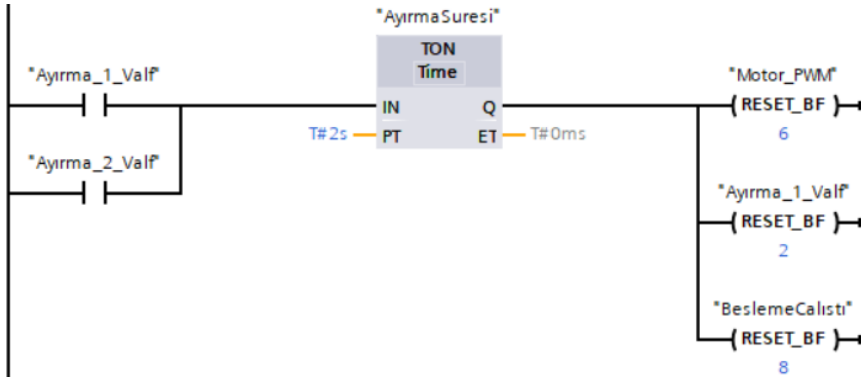 "AyırmaSuresi"
TON
Time
"Ayırma_1_Valf"
"Motor_PWM"
IN
Q
RESET_BF
T#2s
PT
ET
T#0ms
6
"Ayırma_2_Valf"
"Ayırma_1_Valf"
RESET_BF
2
"BeslemeCalıstı"
RESET_BF
8